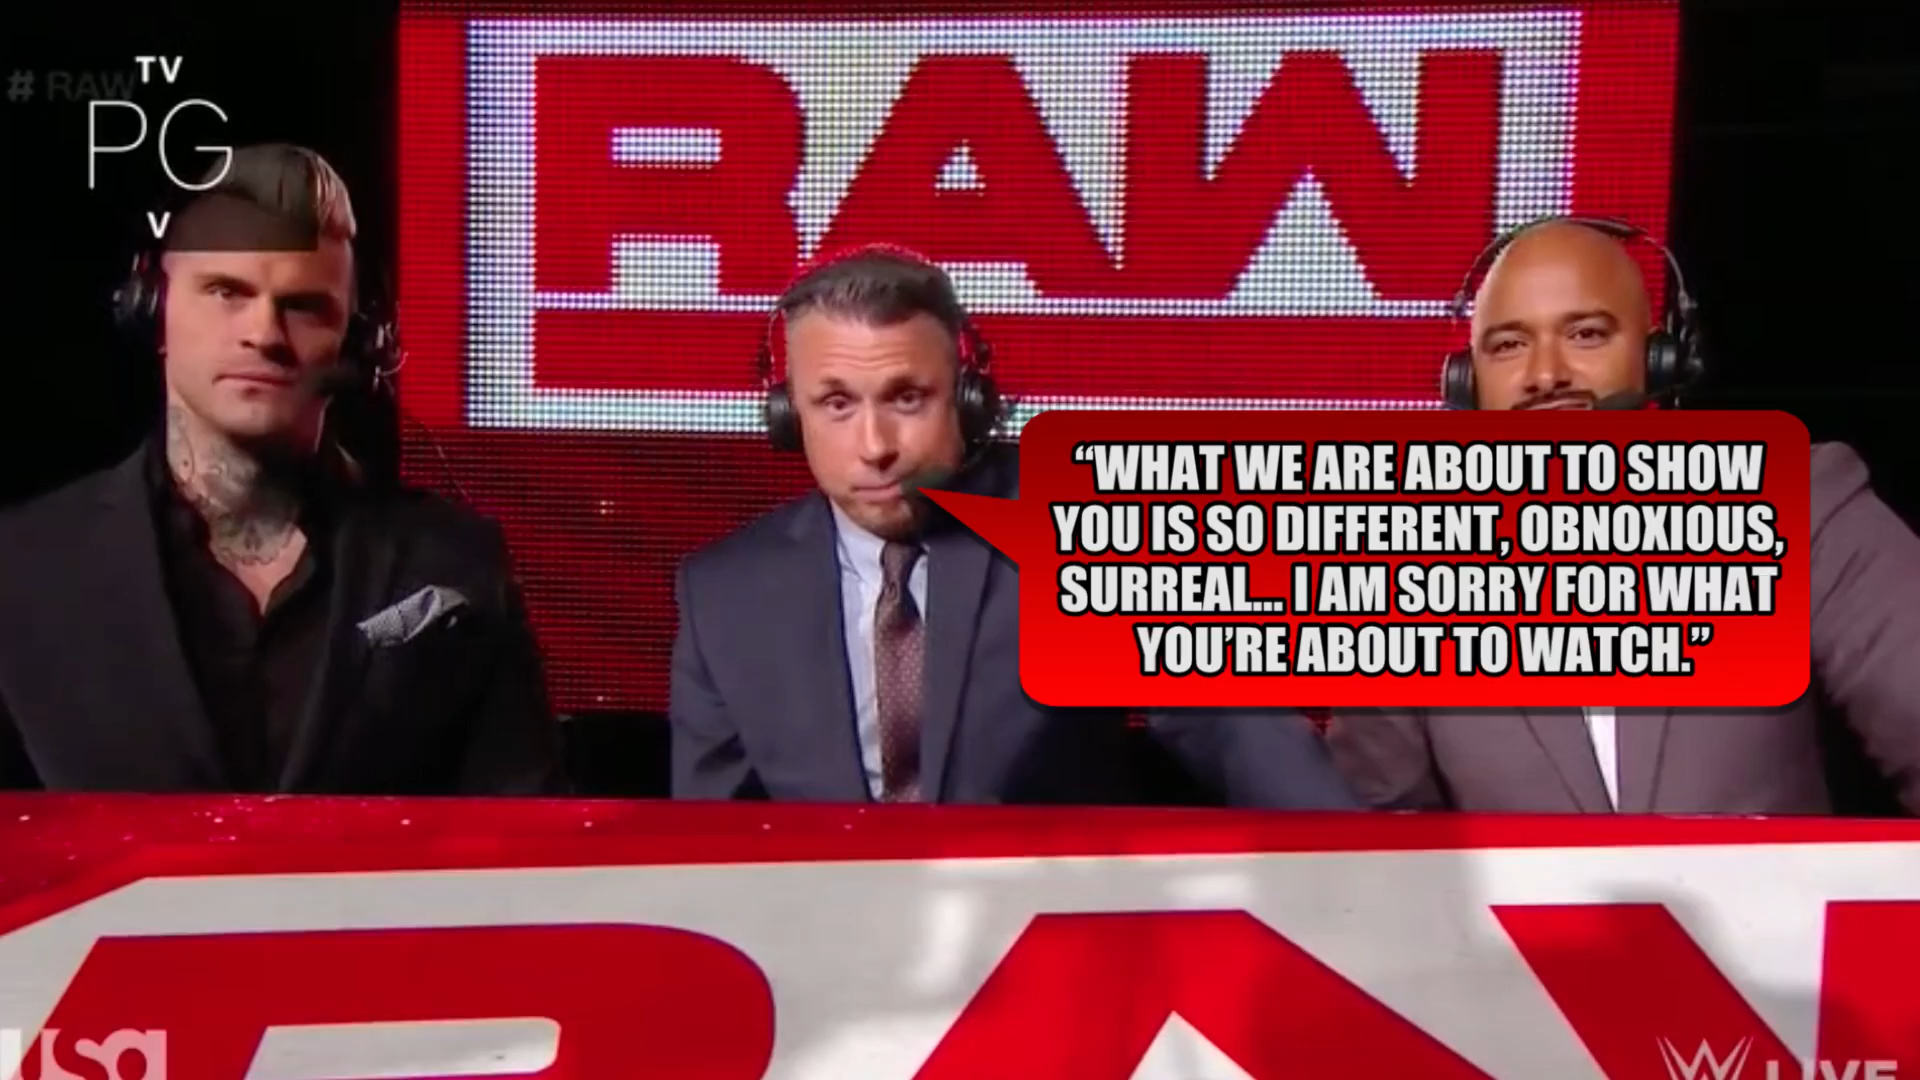 # RAW
TV
PG
V
RAW
“WHAT WE ARE ABOUT TO SHOW
YOU IS SO DIFFERENT, OBNOXIOUS,
SURREAL... I AM SORRY FOR WHAT
YOU’RE ABOUT TO WATCH.”
RAW
usa
W LIVE